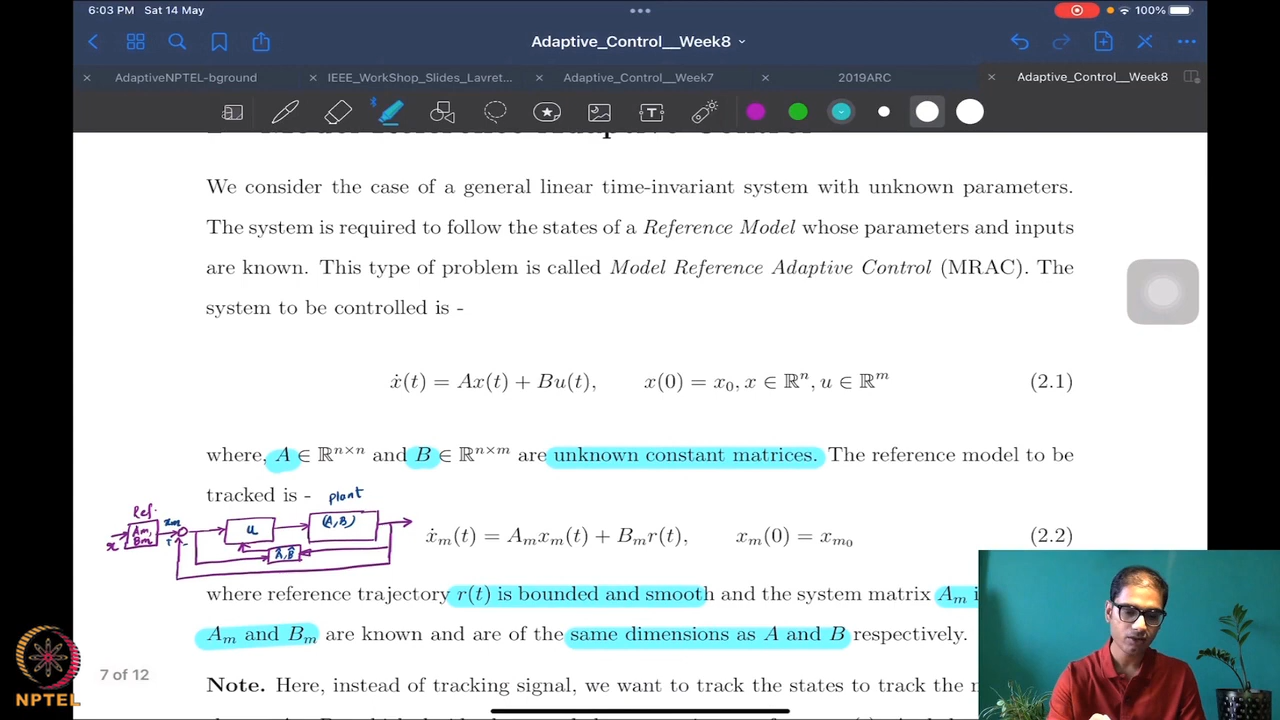 6:03 PM Sat 14 May
100%
Adaptive_Control__Week8
AdaptiveNPTEL-bground
IEEE_WorkShop_Slides_Lavret...
Adaptive_Control__Week7
2019ARC
Adaptive_Control__Week8
We consider the case of a general linear time-invariant system with unknown parameters.
The system is required to follow the states of a Reference Model whose parameters and inputs
are known. This type of problem is called Model Reference Adaptive Control (MRAC). The
system to be controlled is -
ẋ(t) = Ax(t) + Bu(t), x(0) = x₀, x ∈ ℝⁿ, u ∈ ℝᵐ (2.1)
where, A ∈ ℝⁿˣⁿ and B ∈ ℝⁿˣᵐ are unknown constant matrices. The reference model to be
tracked is -
plant
Ref.
Am,
Bm
xm
u
(A,B)
Â,B̂
ẋₘ(t) = Aₘxₘ(t) + Bₘr(t), xₘ(0) = xₘ₀ (2.2)
where reference trajectory r(t) is bounded and smooth and the system matrix Aₘ
Aₘ and Bₘ are known and are of the same dimensions as A and B respectively.
7 of 12
Note. Here, instead of tracking signal, we want to track the states to track the
NPTEL